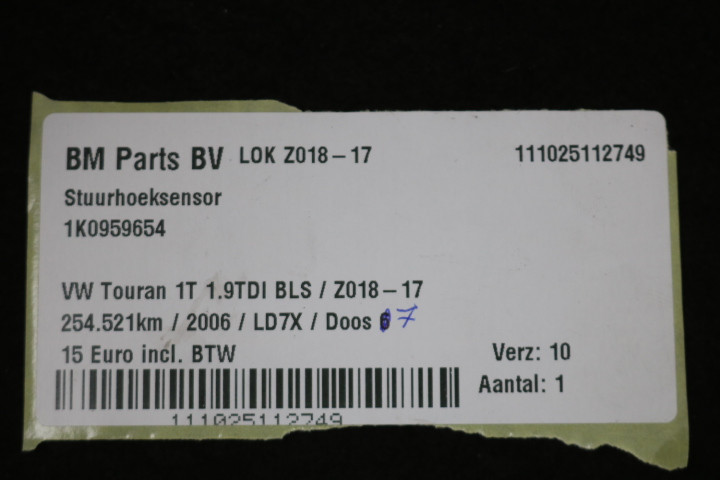 BM Parts BV LOK Z018-17 111025112749
Stuurhoeksensor
1K0959654
VW Touran 1T 1.9TDI BLS / Z018-17
254.521km / 2006 / LD7X / Doos 7
15 Euro incl. BTW Verz: 10
Aantal: 1
111025112749